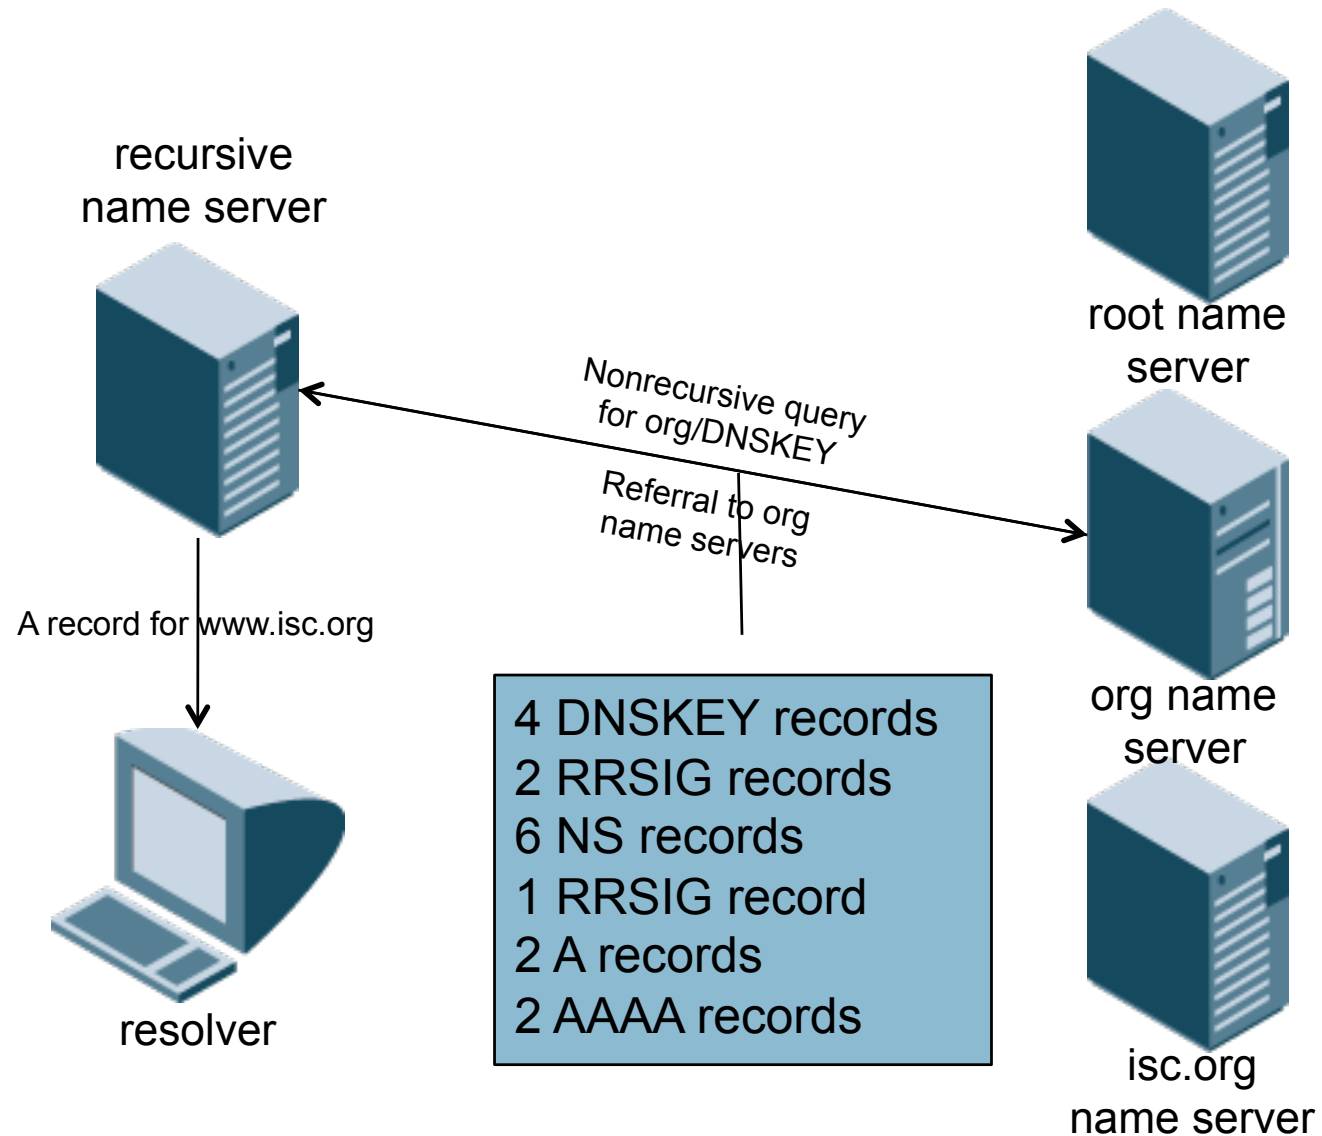 recursive
name server
root name
server
Nonrecursive query
for org/DNSKEY
Referral to org
name servers
A record for www.isc.org
org name
server
4 DNSKEY records
2 RRSIG records
6 NS records
1 RRSIG record
2 A records
2 AAAA records
resolver
isc.org
name server